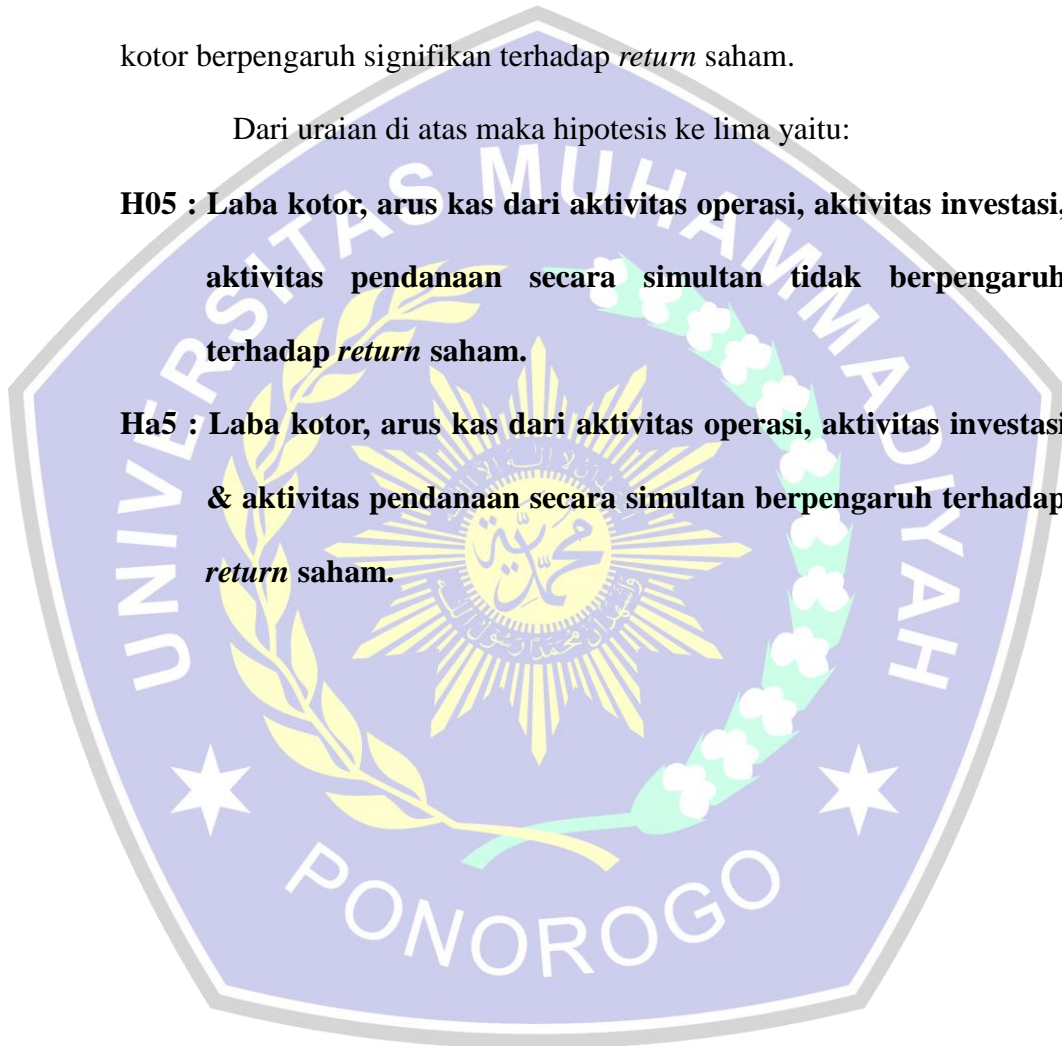 kotor berpengaruh signifikan terhadap return saham.
Dari uraian di atas maka hipotesis ke lima yaitu:
H05 : Laba kotor, arus kas dari aktivitas operasi, aktivitas investasi,
aktivitas pendanaan secara simultan tidak berpengaruh
terhadap return saham.
Ha5 : Laba kotor, arus kas dari aktivitas operasi, aktivitas investasi
& aktivitas pendanaan secara simultan berpengaruh terhadap
return saham.
UNIVERSITAS MUHAMMADIYAH
PONOROGO